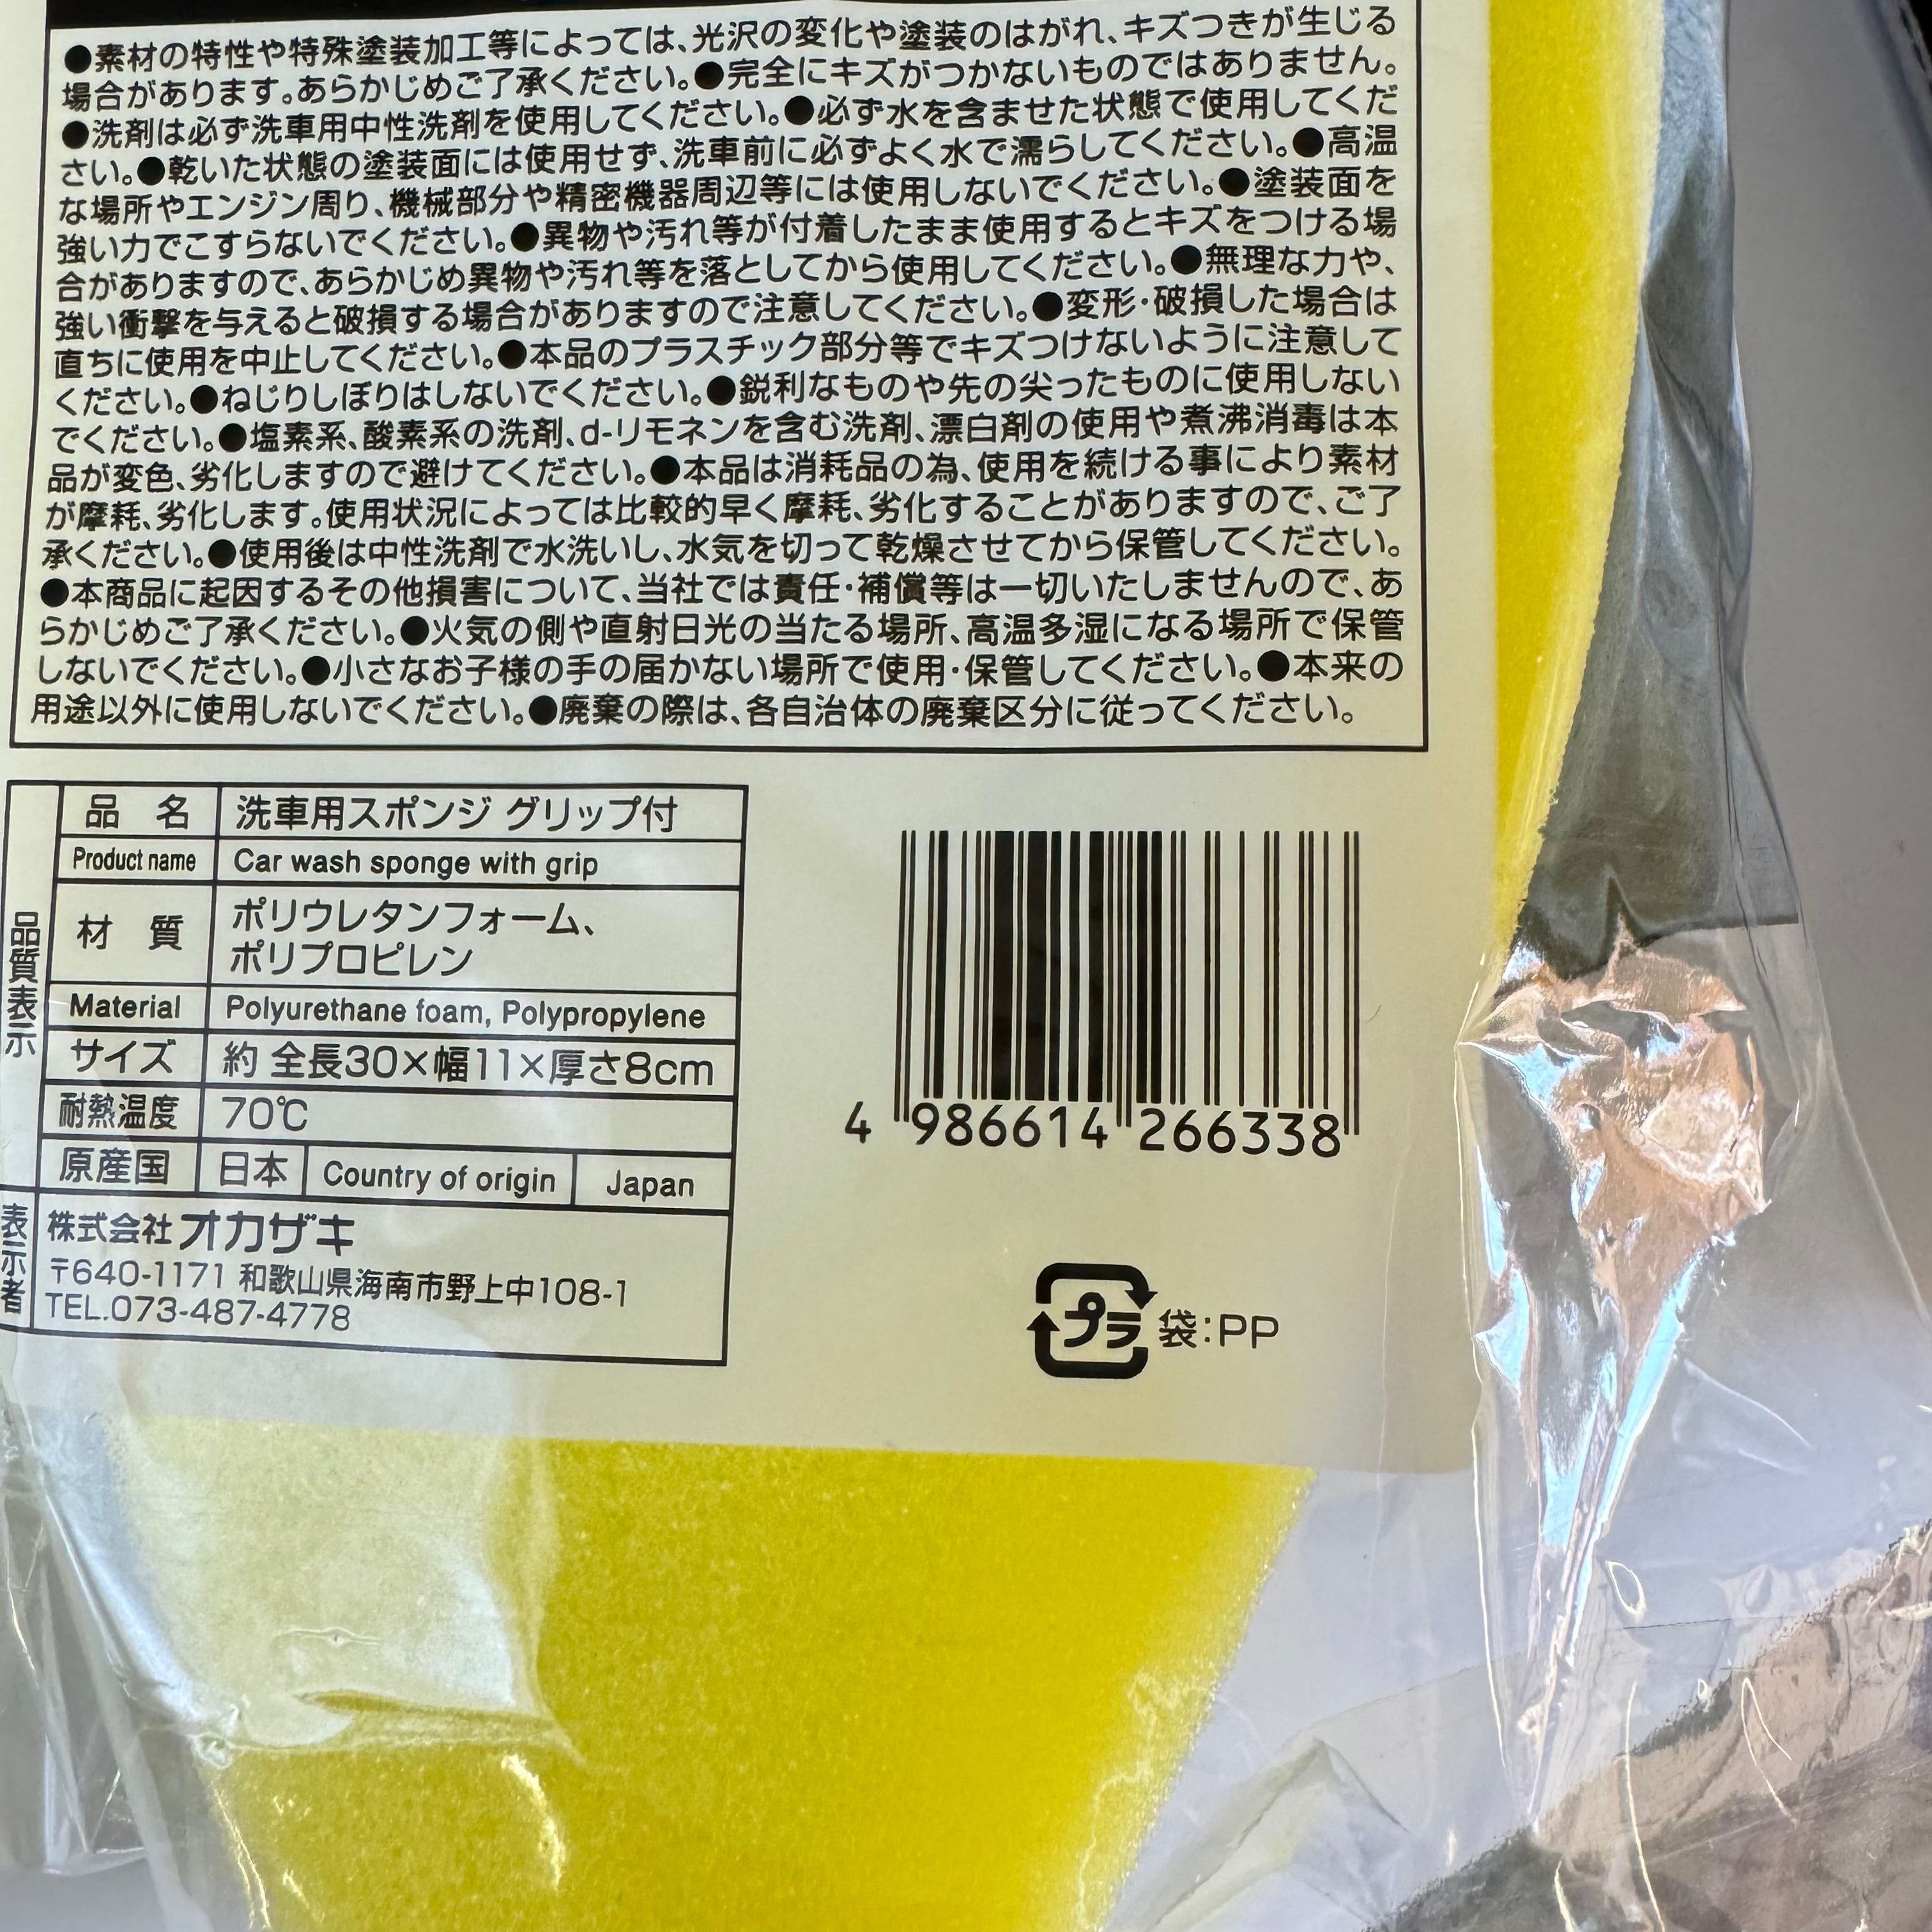 ●素材の特性や特殊塗装加工等によっては、光沢の変化や塗装のはがれ、キズつきが生じる
場合があります。あらかじめご了承ください。●完全にキズがつかないものではありません。
●洗剤は必ず洗車用中性洗剤を使用してください。●必ず水を含ませた状態で使用してくだ
さい。●乾いた状態の塗装面には使用せず、洗車前に必ずよく水で濡らしてください。●高温
な場所やエンジン周り、機械部分や精密機器周辺等には使用しないでください。●塗装面を
強い力でこすらないでください。●異物や汚れ等が付着したまま使用するとキズをつける場
合がありますので、あらかじめ異物や汚れ等を落としてから使用してください。●無理な力や、
強い衝撃を与えると破損する場合がありますので注意してください。●変形・破損した場合は
直ちに使用を中止してください。●本品のプラスチック部分等でキズつけないように注意して
ください。●ねじりしぼりはしないでください。●鋭利なものや先の尖ったものに使用しない
でください。●塩素系、酸素系の洗剤、d-リモネンを含む洗剤、漂白剤の使用や煮沸消毒は本
品が変色、劣化しますので避けてください。●本品は消耗品の為、使用を続ける事により素材
が摩耗、劣化します。使用状況によっては比較的早く摩耗、劣化することがありますので、ご了
承ください。●使用後は中性洗剤で水洗いし、水気を切って乾燥させてから保管してください。
●本商品に起因するその他損害について、当社では責任・補償等は一切いたしませんので、あ
らかじめご了承ください。●火気の側や直射日光の当たる場所、高温多湿になる場所で保管
しないでください。●小さなお子様の手の届かない場所で使用・保管してください。●本来の
用途以外に使用しないでください。●廃棄の際は、各自治体の廃棄区分に従ってください。
品質表示
品 名 洗車用スポンジ グリップ付
Product name Car wash sponge with grip
材 質 ポリウレタンフォーム、
ポリプロピレン
Material Polyurethane foam, Polypropylene
サイズ 約 全長30×幅11×厚さ8cm
耐熱温度 70℃
原産国 日本 Country of origin Japan
表示者
株式会社オカザキ
〒640-1171 和歌山県海南市野上中108-1
TEL.073-487-4778
4 986614 266338
プラ 袋:PP